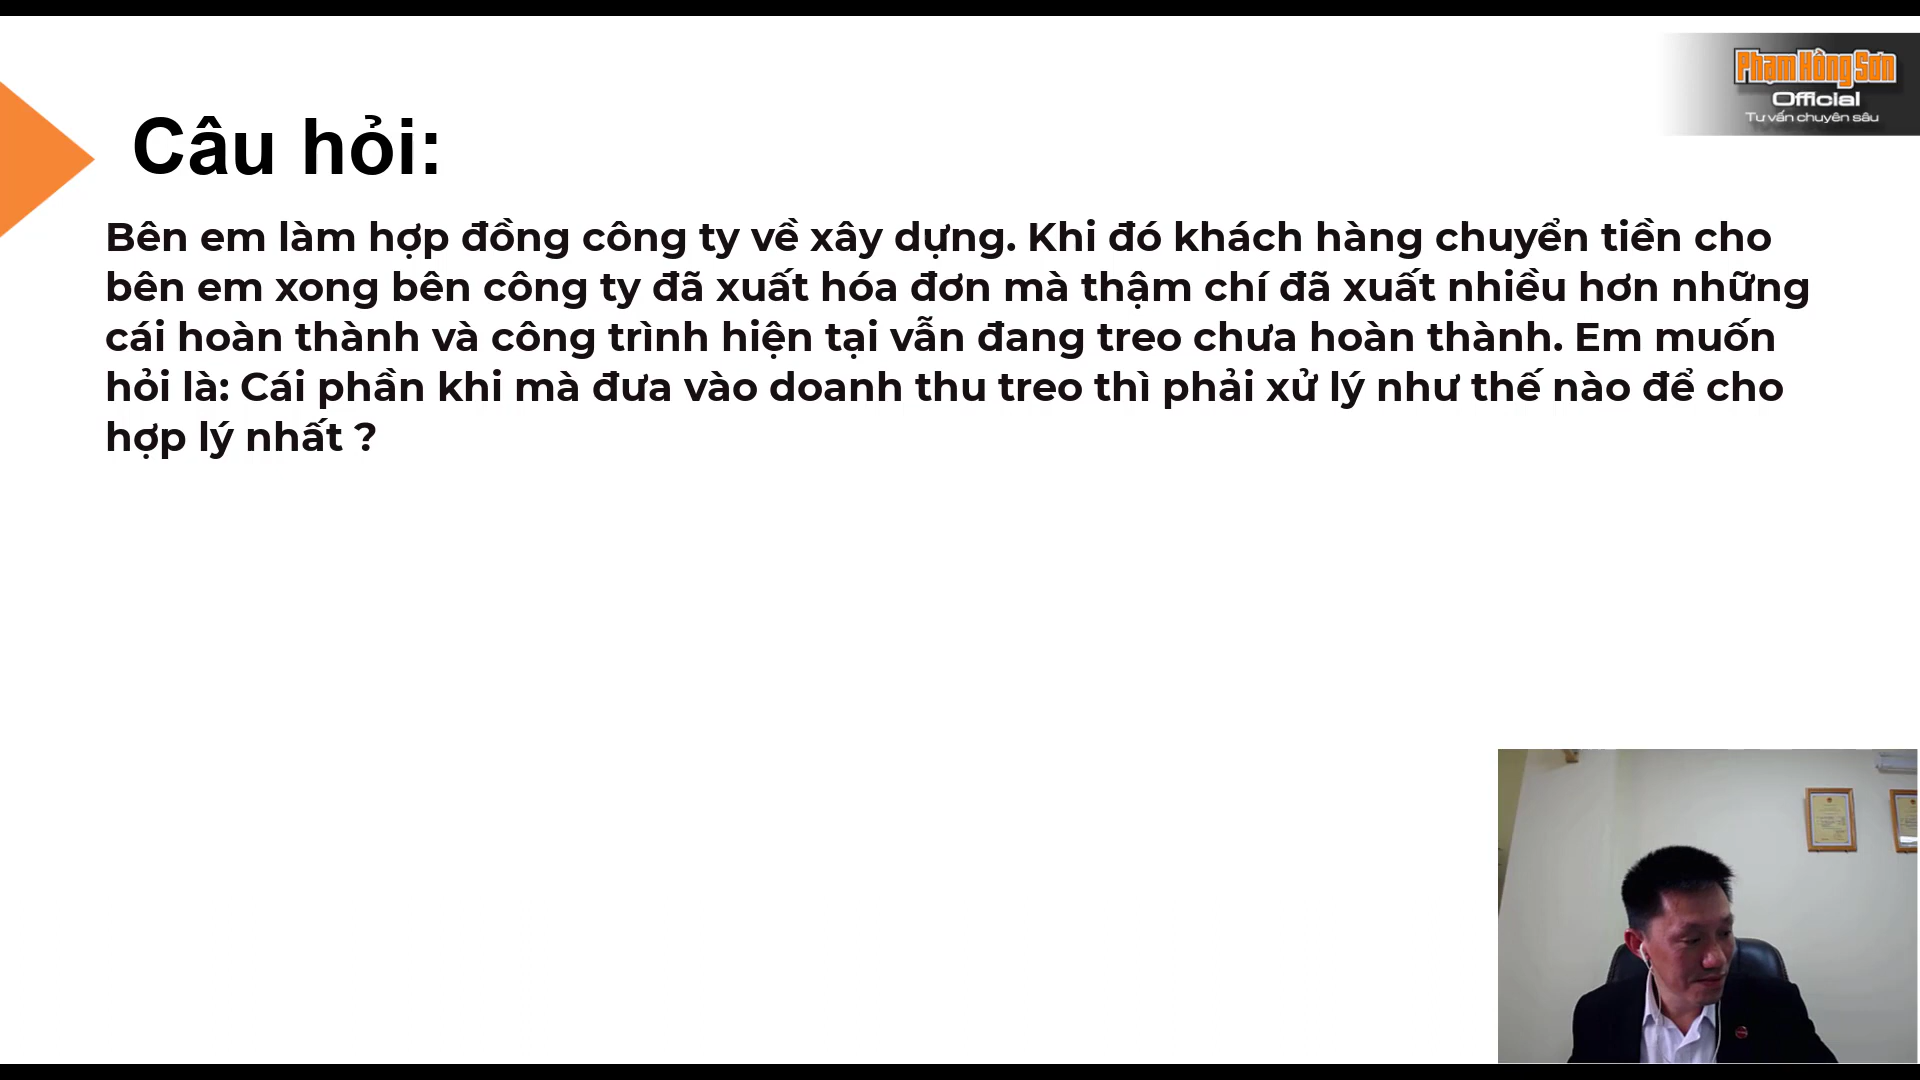 Phạm Hồng Sơn
Official
Tư vấn chuyên sâu
Câu hỏi:
Bên em làm hợp đồng công ty về xây dựng. Khi đó khách hàng chuyển tiền cho
bên em xong bên công ty đã xuất hóa đơn mà thậm chí đã xuất nhiều hơn những
cái hoàn thành và công trình hiện tại vẫn đang treo chưa hoàn thành. Em muốn
hỏi là: Cái phần khi mà đưa vào doanh thu treo thì phải xử lý như thế nào để cho
hợp lý nhất ?